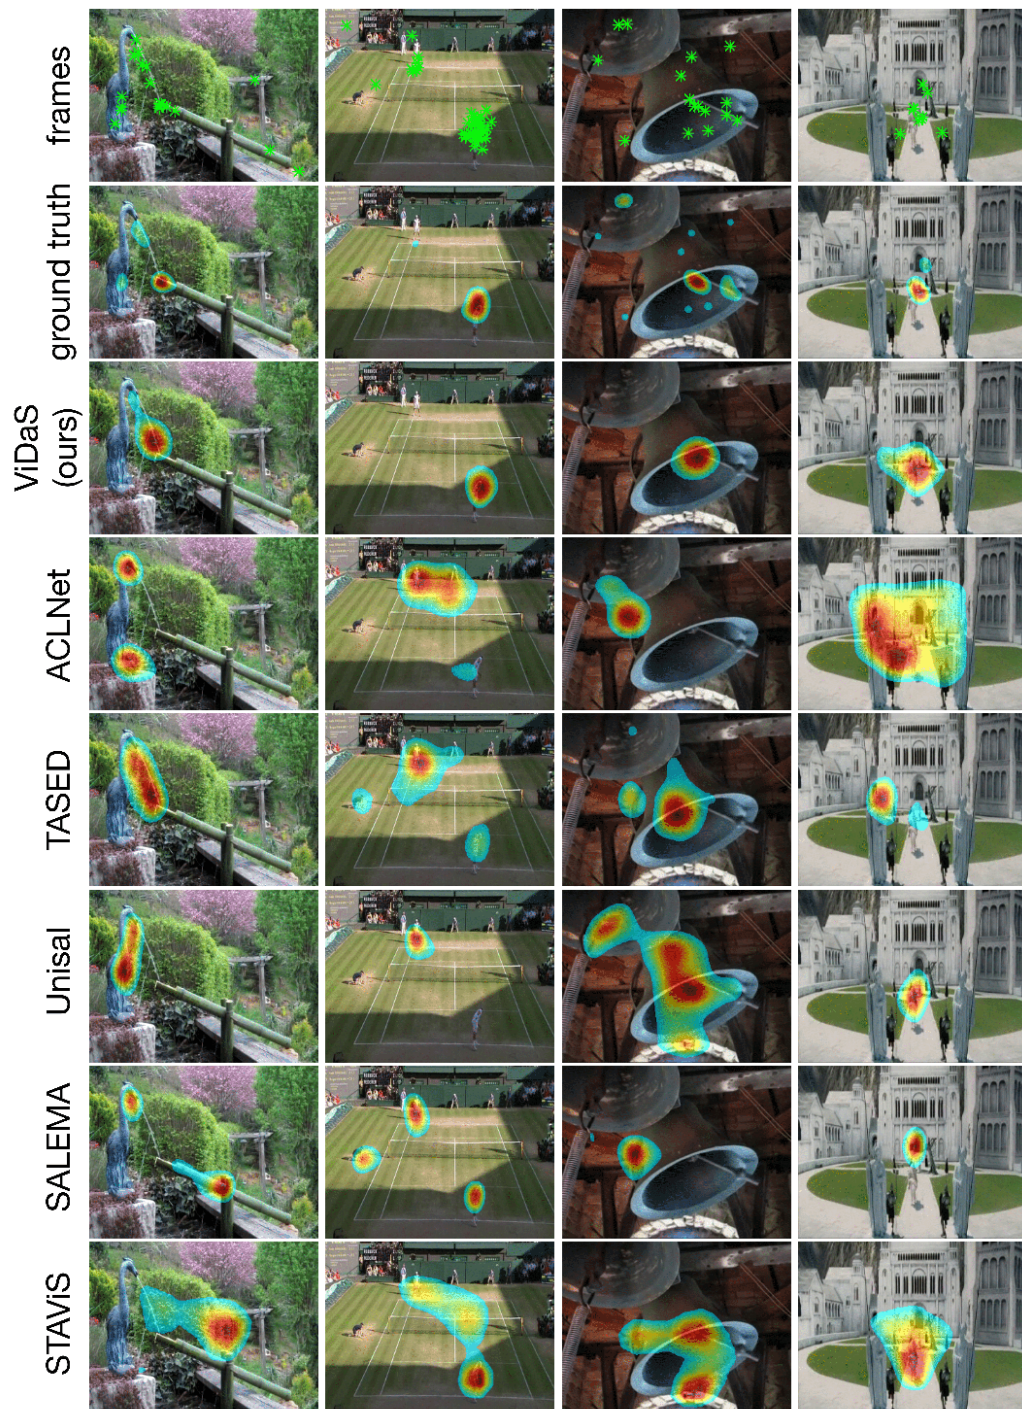 frames
ground truth
ViDaS
(ours)
ACLNet
TASED
Unisal
SALEMA
STAViS